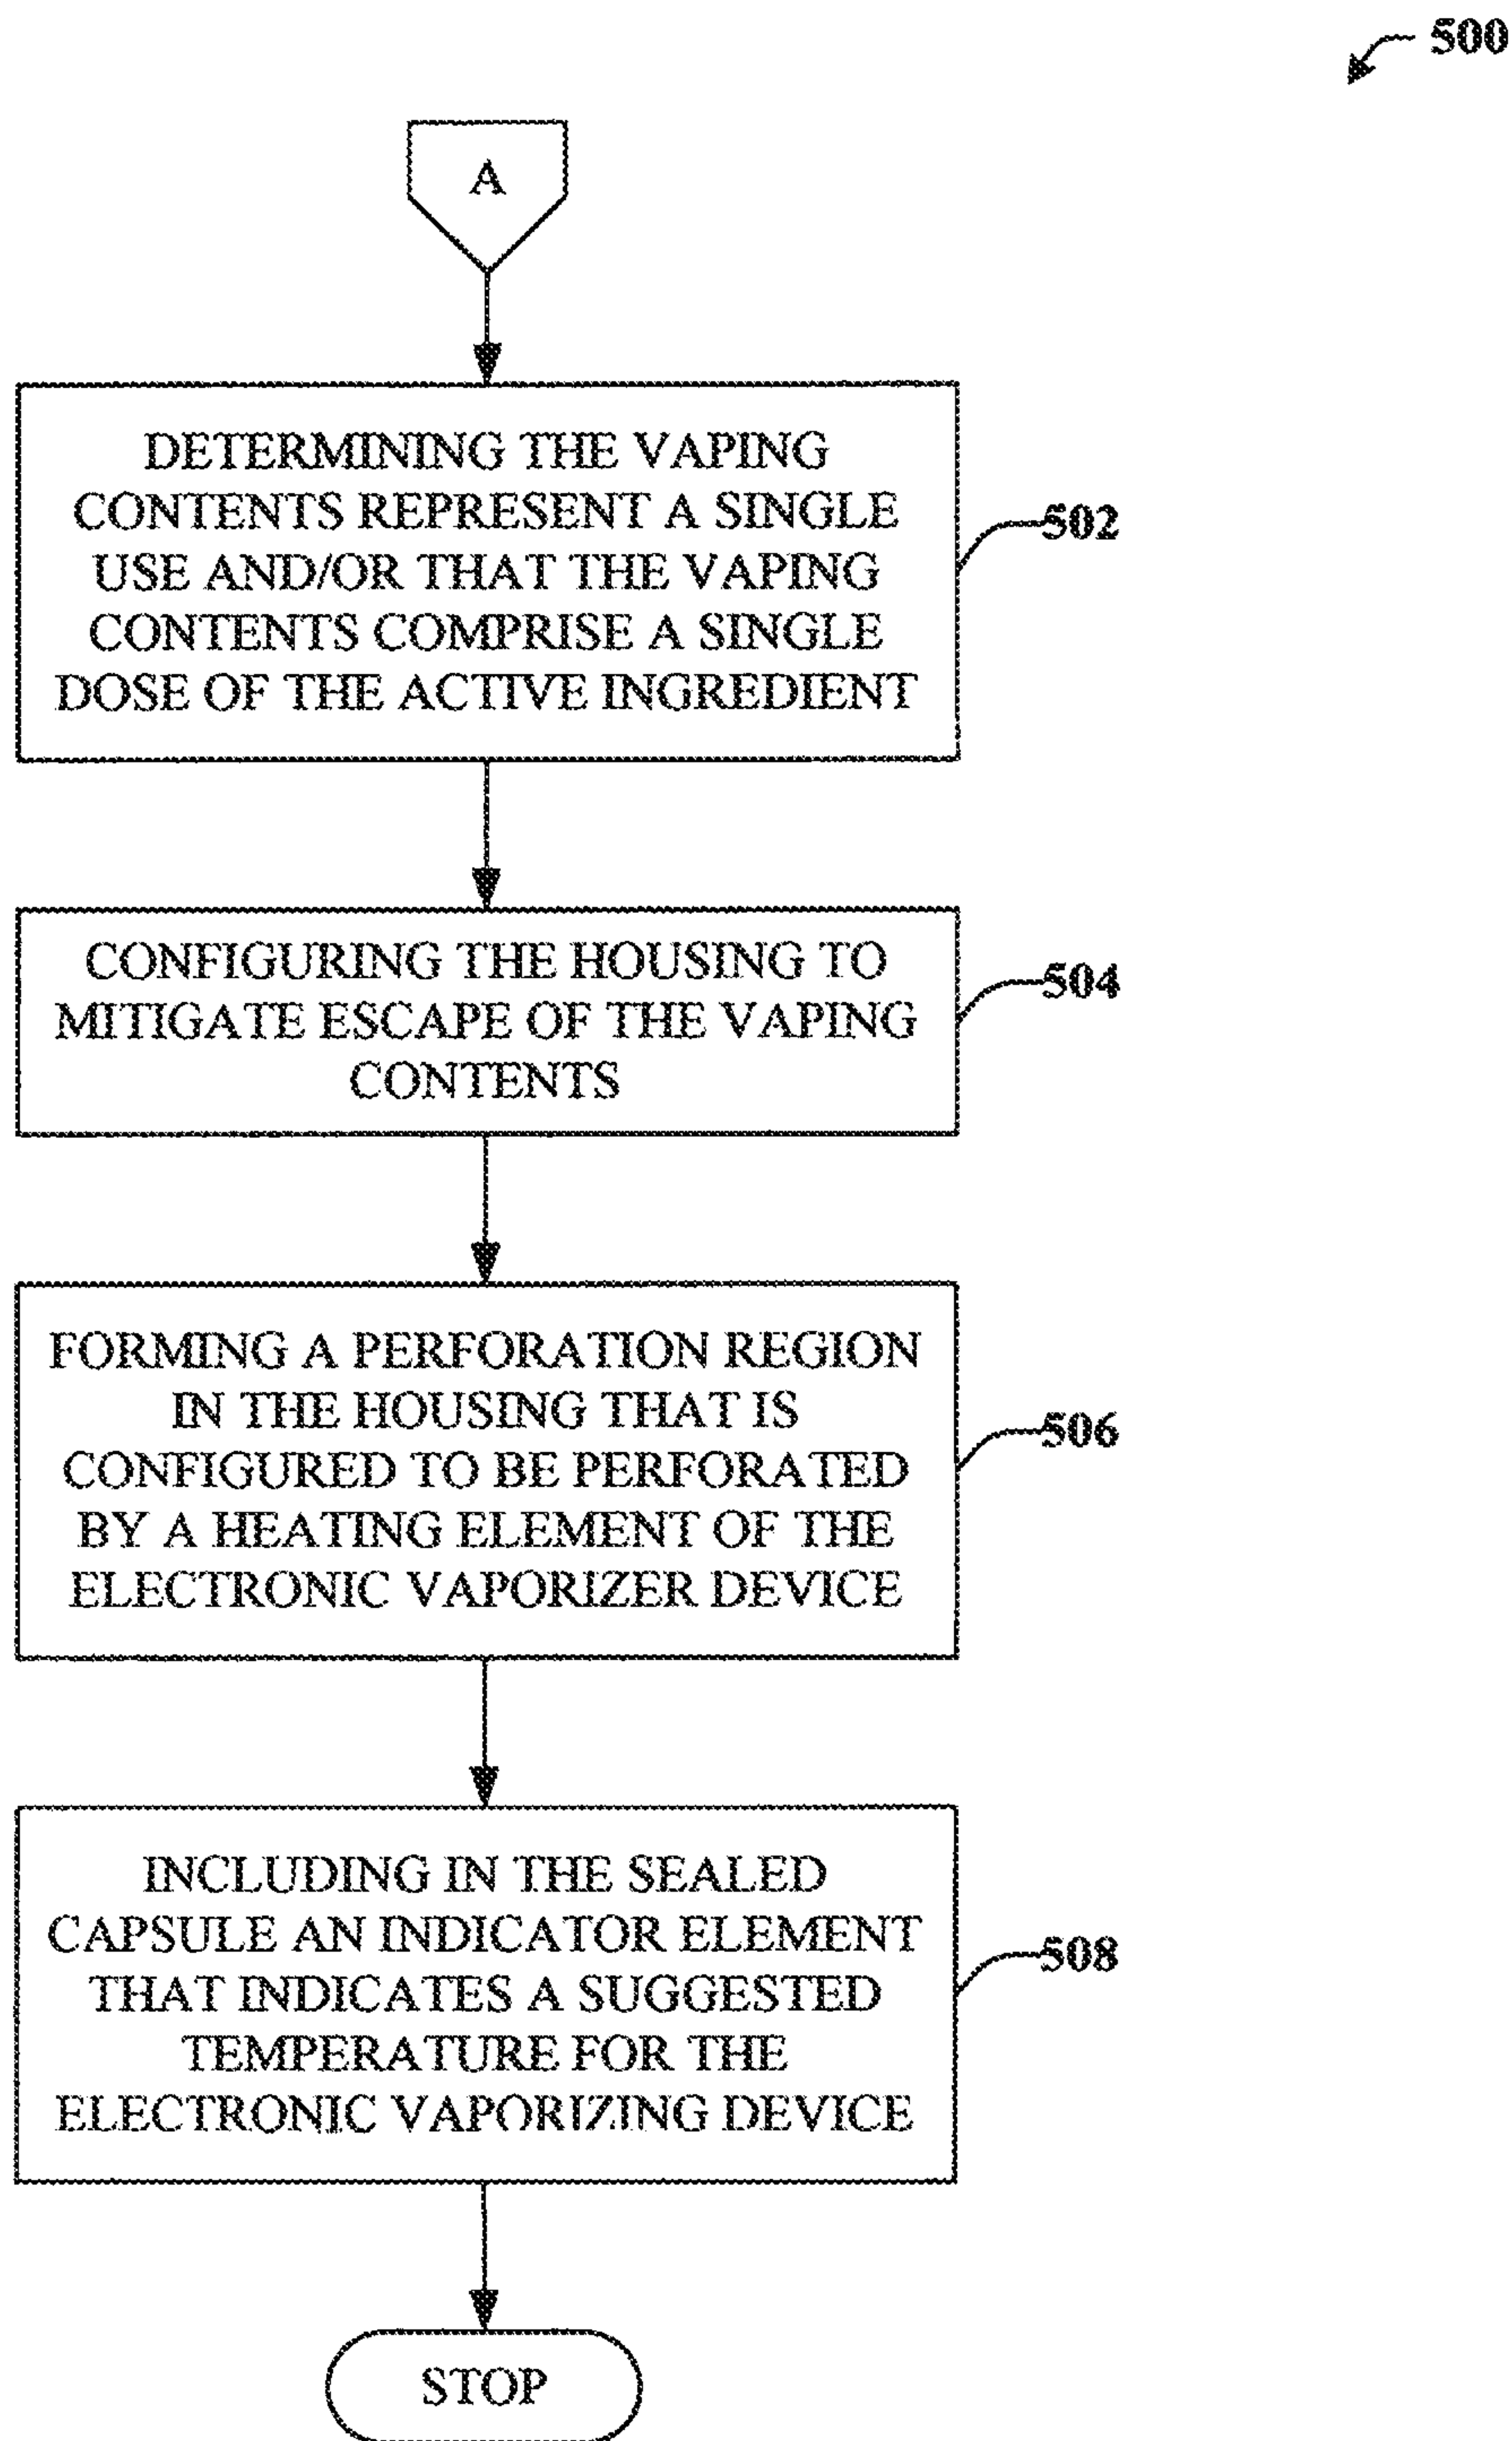 500
A
DETERMINING THE VAPING
CONTENTS REPRESENT A SINGLE
USE AND/OR THAT THE VAPING
CONTENTS COMPRISE A SINGLE
DOSE OF THE ACTIVE INGREDIENT
502
CONFIGURING THE HOUSING TO
MITIGATE ESCAPE OF THE VAPING
CONTENTS
504
FORMING A PERFORATION REGION
IN THE HOUSING THAT IS
CONFIGURED TO BE PERFORATED
BY A HEATING ELEMENT OF THE
ELECTRONIC VAPORIZER DEVICE
506
INCLUDING IN THE SEALED
CAPSULE AN INDICATOR ELEMENT
THAT INDICATES A SUGGESTED
TEMPERATURE FOR THE
ELECTRONIC VAPORIZING DEVICE
508
STOP